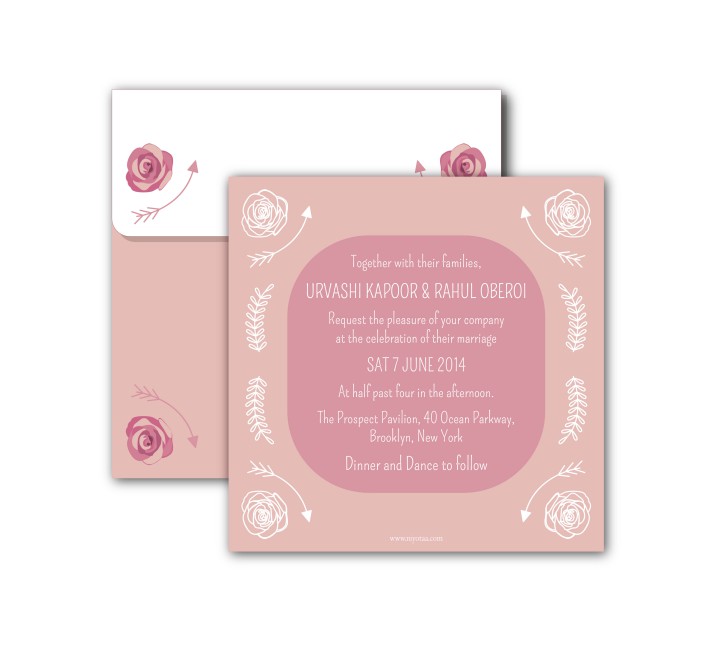 Together with their families,
URVASHI KAPOOR & RAHUL OBEROI
Request the pleasure of your company
at the celebration of their marriage
SAT 7 JUNE 2014
At half past four in the afternoon.
The Prospect Pavilion, 40 Ocean Parkway,
Brooklyn, New York
Dinner and Dance to follow